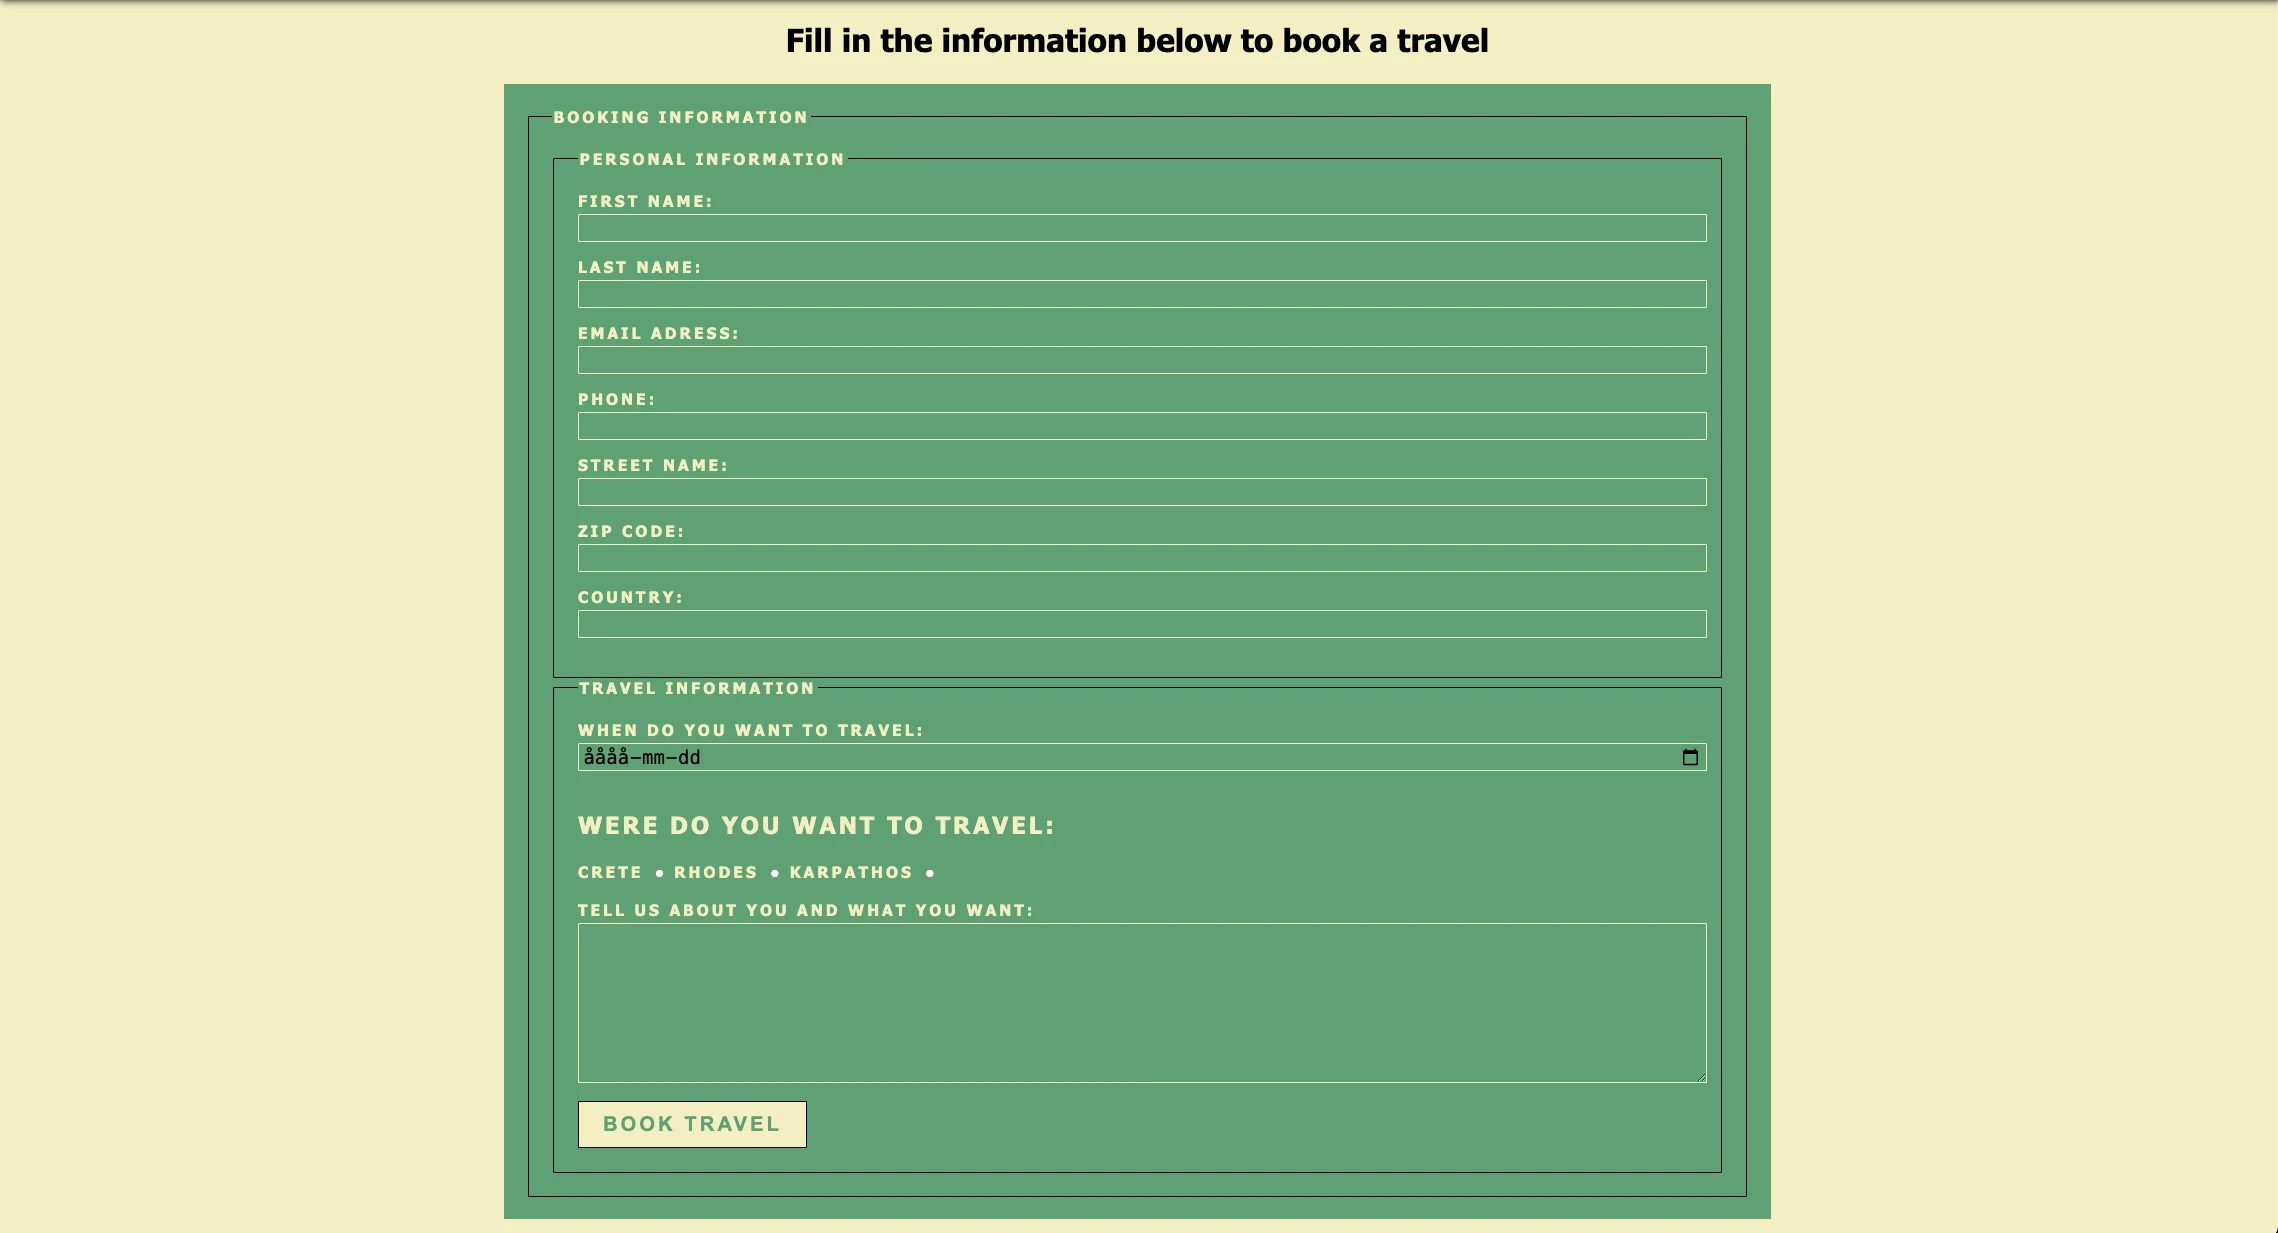 Fill in the information below to book a travel
BOOKING INFORMATION
PERSONAL INFORMATION
FIRST NAME:
LAST NAME:
EMAIL ADRESS:
PHONE:
STREET NAME:
ZIP CODE:
COUNTRY:
TRAVEL INFORMATION
WHEN DO YOU WANT TO TRAVEL:
åååå-mm-dd
WERE DO YOU WANT TO TRAVEL:
CRETE RHODES KARPATHOS
TELL US ABOUT YOU AND WHAT YOU WANT:
BOOK TRAVEL